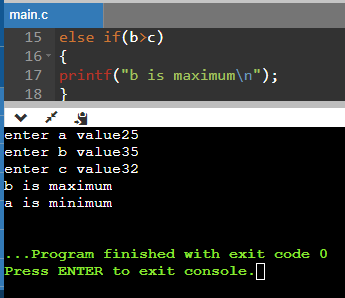 main.c
15 else if(b>c)
16 {
17 printf("b is maximum\n");
18 }
enter a value25
enter b value35
enter c value32
b is maximum
a is minimum
...Program finished with exit code 0
Press ENTER to exit console.